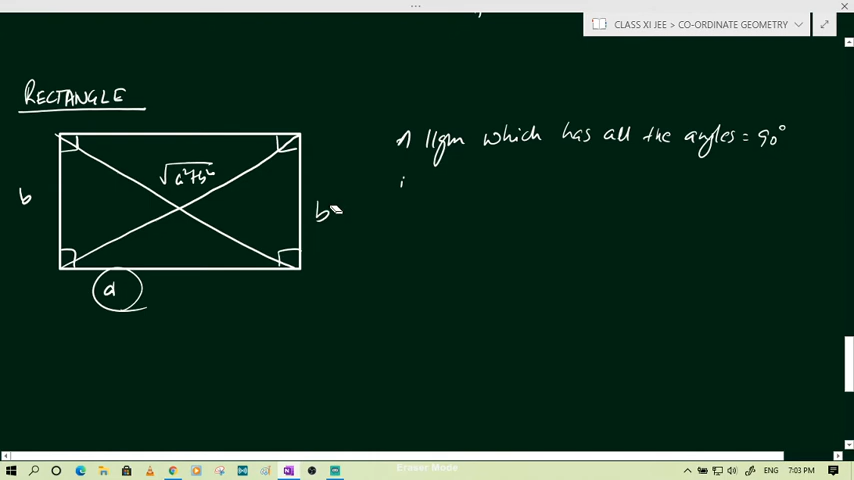 CLASS XI JEE > CO-ORDINATE GEOMETRY
RECTANGLE
A ||gm which has all the angles = 90°
i
√a²+b²
b
b
a
Eraser Mode
ENG
7:03 PM